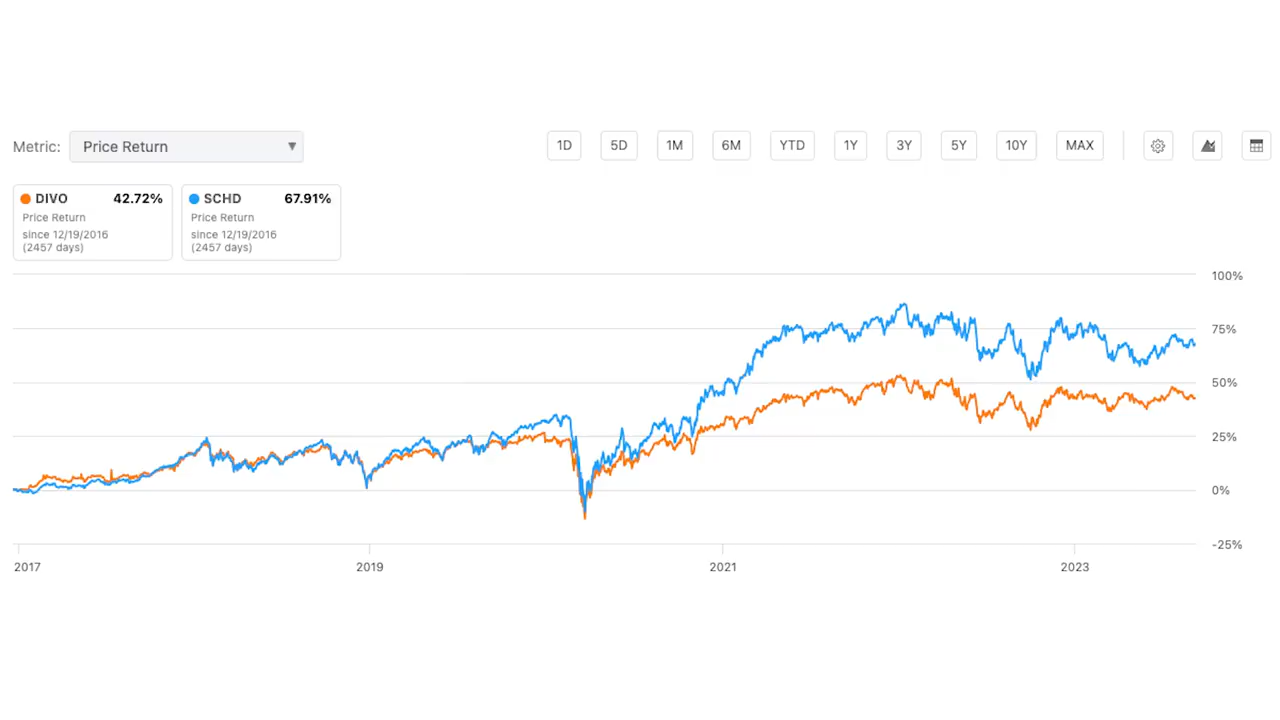 Metric: Price Return ▼ 1D 5D 1M 6M YTD 1Y 3Y 5Y 10Y MAX
DIVO 42.72% SCHD 67.91%
Price Return Price Return
since 12/19/2016 since 12/19/2016
(2457 days) (2457 days)
100%
75%
50%
25%
0%
-25%
2017 2019 2021 2023